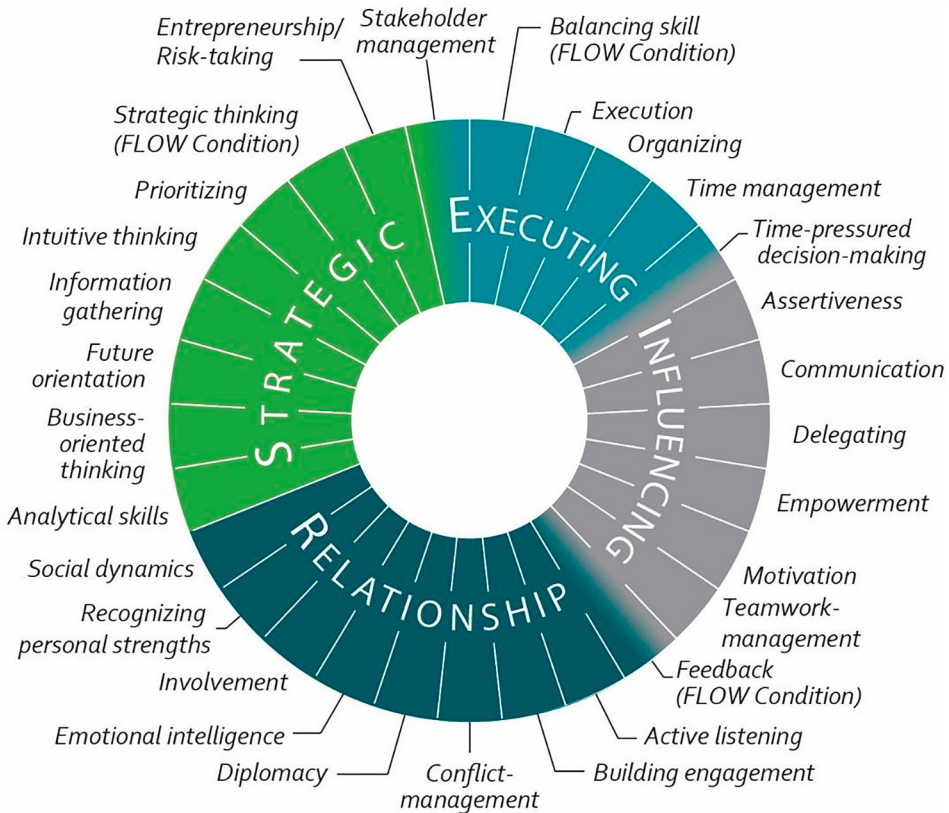 Entrepreneurship/
Risk-taking
Stakeholder
management
Balancing skill
(FLOW Condition)
Execution
Organizing
Time management
Time-pressured
decision-making
Assertiveness
Communication
Delegating
Empowerment
Motivation
Teamwork-
management
Feedback
(FLOW Condition)
Active listening
Building engagement
Conflict-
management
Diplomacy
Emotional intelligence
Involvement
Recognizing
personal strengths
Social dynamics
Analytical skills
Business-
oriented
thinking
Future
orientation
Information
gathering
Intuitive thinking
Prioritizing
Strategic thinking
(FLOW Condition)
STRATEGIC
EXECUTING
INFLUENCING
RELATIONSHIP